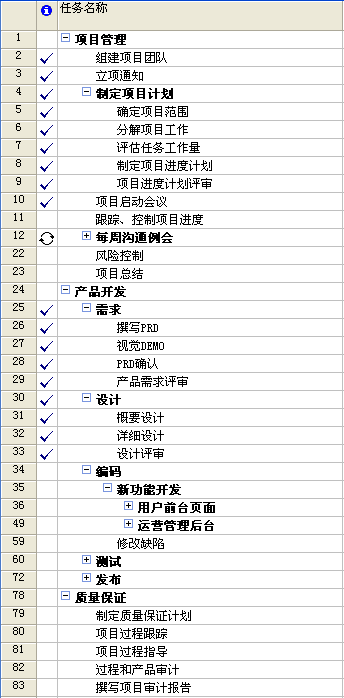 任务名称
1 项目管理
2 组建项目团队
3 立项通知
4 制定项目计划
5 确定项目范围
6 分解项目工作
7 评估任务工作量
8 制定项目进度计划
9 项目进度计划评审
10 项目启动会议
11 跟踪、控制项目进度
12 每周沟通例会
22 风险控制
23 项目总结
24 产品开发
25 需求
26 撰写PRD
27 视觉DEMO
28 PRD确认
29 产品需求评审
30 设计
31 概要设计
32 详细设计
33 设计评审
34 编码
35 新功能开发
36 用户前台页面
49 运营管理后台
59 修改缺陷
60 测试
72 发布
78 质量保证
79 制定质量保证计划
80 项目过程跟踪
81 项目过程指导
82 过程和产品审计
83 撰写项目审计报告